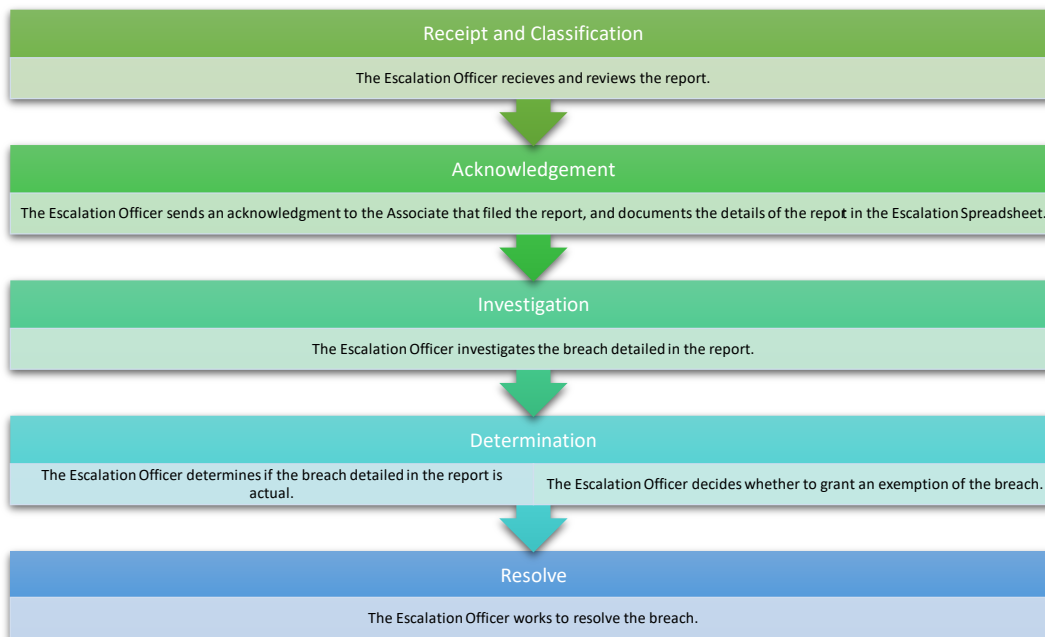 Receipt and Classification
The Escalation Officer recieves and reviews the report.
Acknowledgement
The Escalation Officer sends an acknowledgment to the Associate that filed the report, and documents the details of the repot in the Escalation Spreadsheet.
Investigation
The Escalation Officer investigates the breach detailed in the report.
Determination
The Escalation Officer determines if the breach detailed in the report is
actual.
The Escalation Officer decides whether to grant an exemption of the breach.
Resolve
The Escalation Officer works to resolve the breach.